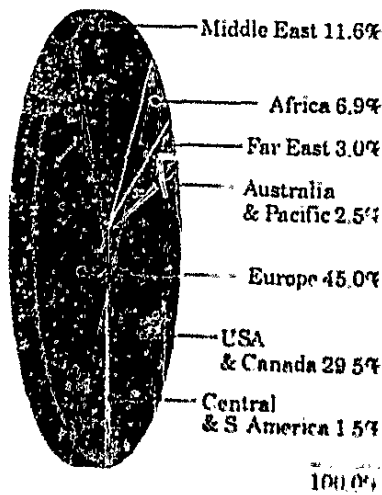 Middle East 11.6%
Africa 6.9%
Far East 3.0%
Australia
& Pacific 2.5%
Europe 45.0%
USA
& Canada 29.5%
Central
& S America 1.5%
100.0%